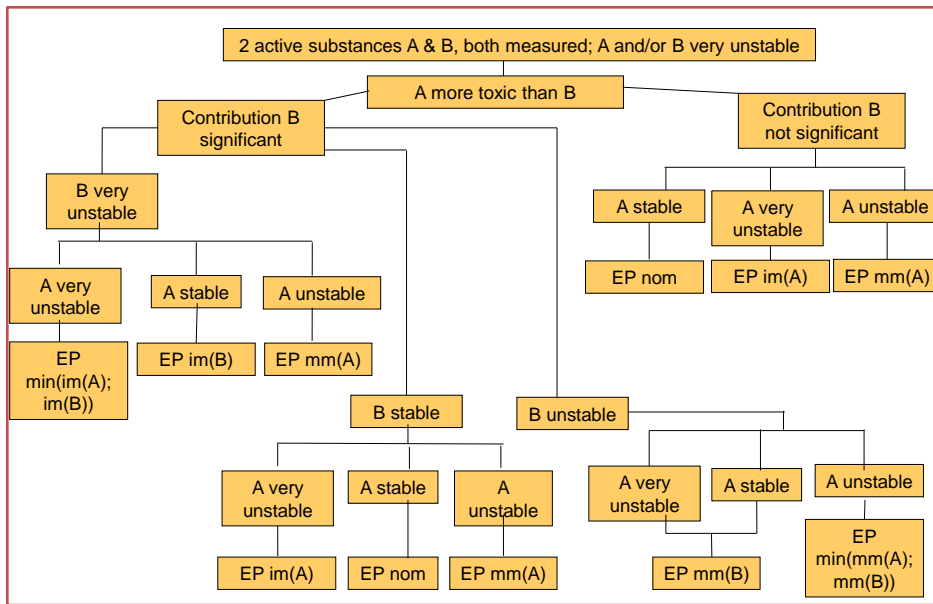 2 active substances A & B, both measured; A and/or B very unstable
A more toxic than B
Contribution B
significant
Contribution B
not significant
B very
unstable
A stable
A very
unstable
A unstable
EP nom
EP im(A)
EP mm(A)
A very
unstable
A stable
A unstable
EP
min(im(A);
im(B))
EP im(B)
EP mm(A)
B stable
B unstable
A very
unstable
A stable
A
unstable
A very
unstable
A stable
A unstable
EP im(A)
EP nom
EP mm(A)
EP mm(B)
EP
min(mm(A);
mm(B))